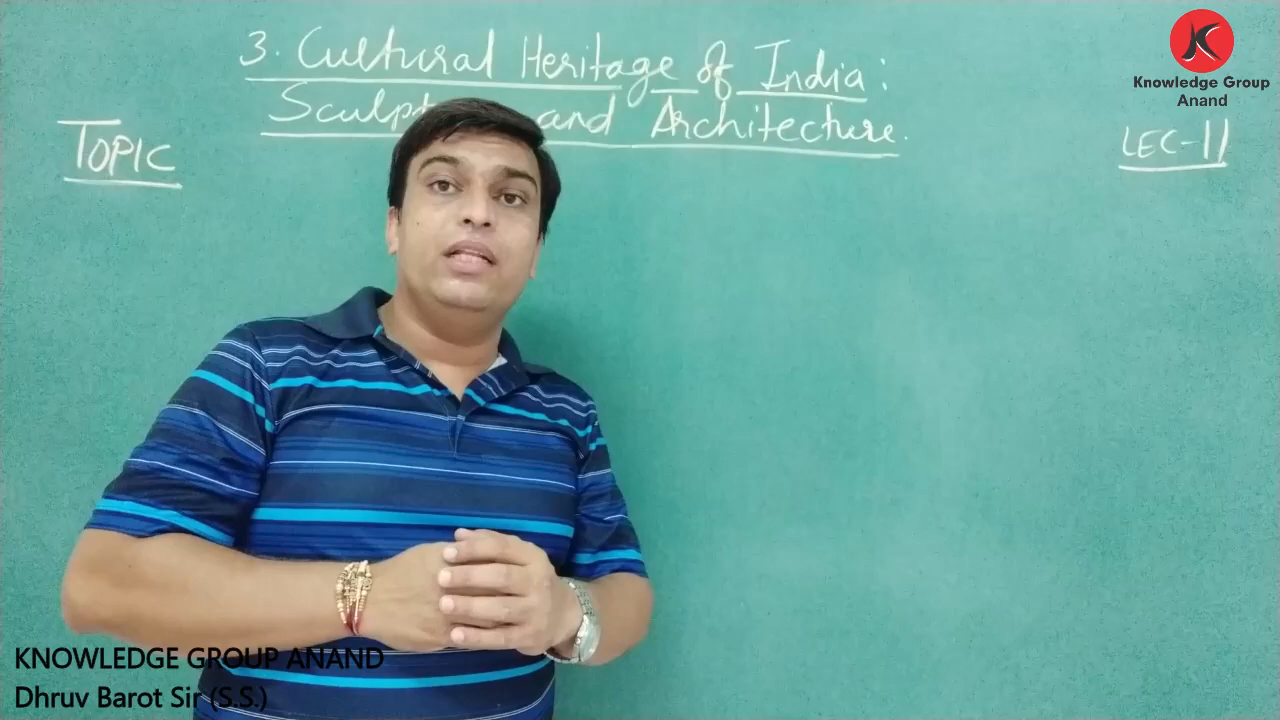 3. Cultural Heritage of India:
Sculpt and Architecture.
TOPIC
LEC-11
Knowledge Group
Anand
KNOWLEDGE GROUP ANAND
Dhruv Barot Sir (S.S.)